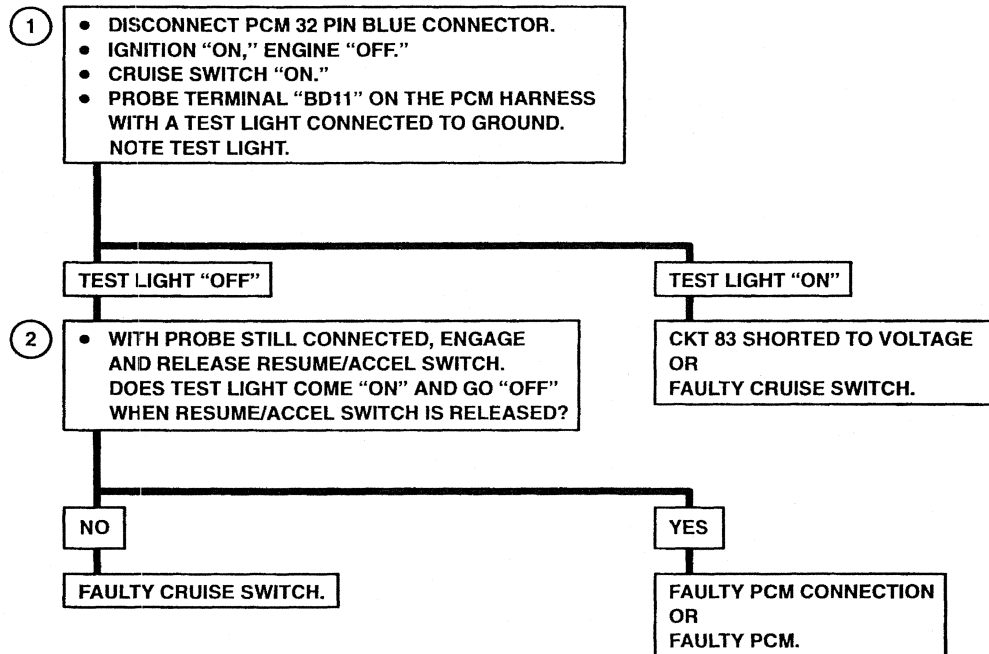 1
• DISCONNECT PCM 32 PIN BLUE CONNECTOR.
• IGNITION “ON,” ENGINE “OFF.”
• CRUISE SWITCH “ON.”
• PROBE TERMINAL “BD11” ON THE PCM HARNESS
WITH A TEST LIGHT CONNECTED TO GROUND.
NOTE TEST LIGHT.
TEST LIGHT “OFF”
TEST LIGHT “ON”
2
• WITH PROBE STILL CONNECTED, ENGAGE
AND RELEASE RESUME/ACCEL SWITCH.
DOES TEST LIGHT COME “ON” AND GO “OFF”
WHEN RESUME/ACCEL SWITCH IS RELEASED?
CKT 83 SHORTED TO VOLTAGE
OR
FAULTY CRUISE SWITCH.
NO
YES
FAULTY CRUISE SWITCH.
FAULTY PCM CONNECTION
OR
FAULTY PCM.